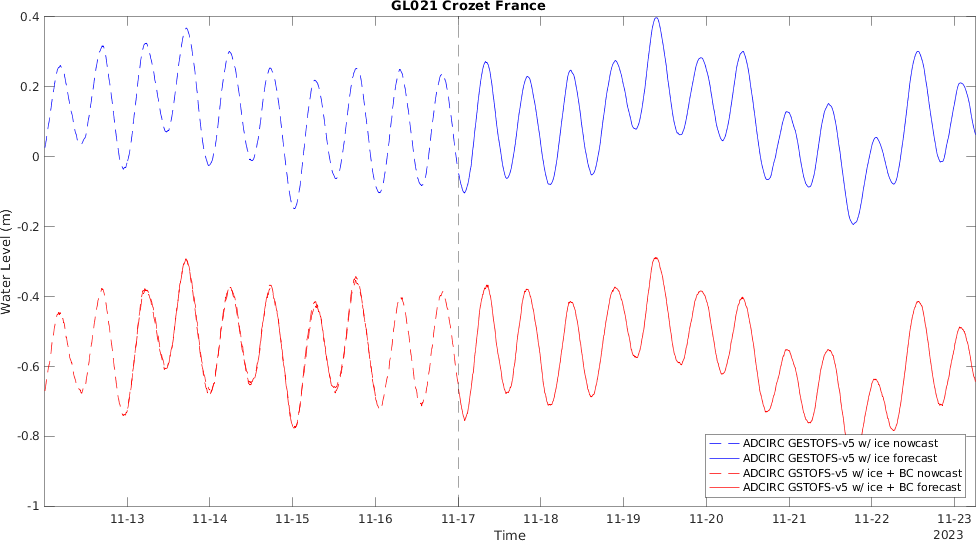 GL021 Crozet France
0.4
0.2
0
-0.2
-0.4
-0.6
-0.8
-1
Water Level (m)
ADCIRC GESTOFS-v5 w/ ice nowcast
ADCIRC GESTOFS-v5 w/ ice forecast
ADCIRC GSTOFS-v5 w/ ice + BC nowcast
ADCIRC GSTOFS-v5 w/ ice + BC forecast
11-13 11-14 11-15 11-16 11-17 11-18 11-19 11-20 11-21 11-22 11-23
Time
2023